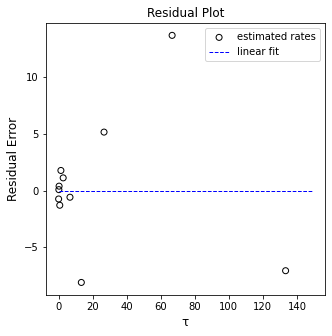 Residual Plot
estimated rates
linear fit
Residual Error
10
5
0
−5
0 20 40 60 80 100 120 140
τ